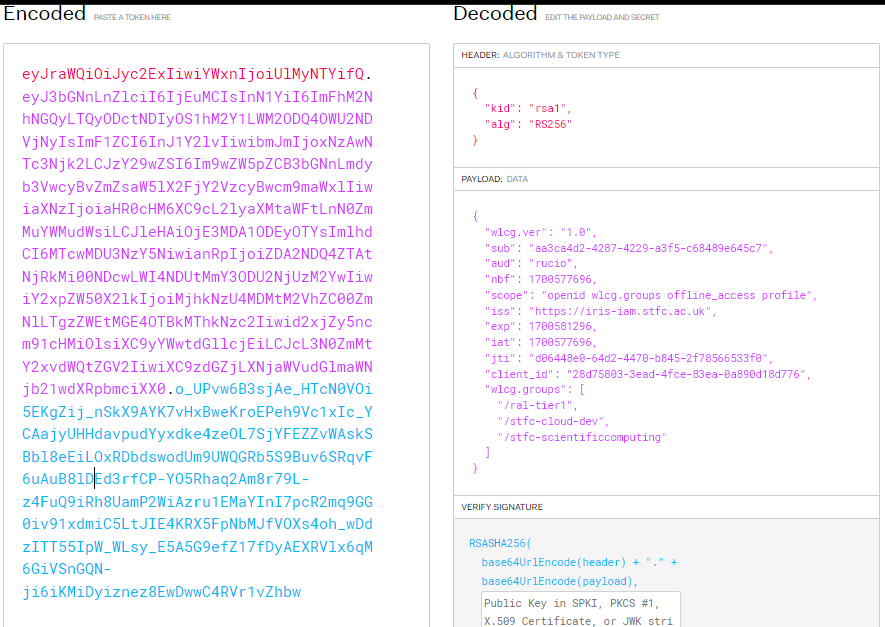 Encoded PASTE A TOKEN HERE
eyJraWQiOiJyc2ExIiwiYWxnIjoiUlMyNTYifQ.
eyJ3bGNnLnZlciI6IjEuMCIsInN1YiI6ImFhM2N
hNGQyLTQyODctNDIyOS1hM2Y1LWM2ODQ4OWU2ND
VjNyIsImF1ZCI6InJ1Y2lvIiwibmJmIjoxNzAwN
Tc3Njk2LCJzY29wZSI6Im9wZW5pZCB3bGNnLmdy
b3VwcyBvZmZsaW5lX2FjY2VzcyBwcm9maWxlIiw
iaXNzIjoiaHR0cHM6XC9cL2lyaXMtaWFtLnN0Zm
MuYWMudWsiLCJleHAiOjE3MDA1ODEyOTYsImlhd
CI6MTcwMDU3NzY5NiwianRpIjoiZDA2NDQ4ZTAt
NjRkMi00NDcwLWI4NDUtMmY3ODU2NjUzM2YwIiw
iY2xpZW50X2lkIjoiMjhkNzU4MDMtM2VhZC00Zm
NlLTgzZWEtMGE4OTBkMThkNzc2Iiwid2xjZy5nc
m91cHMiOlsiXC9yYWwtdGllcjEiLCJcL3N0ZmMt
Y2xvdWQtZGV2IiwiXC9zdGZjLXNjaWVudGlmaWN
jb21wdXRpbmciXX0.o_UPvw6B3sjAe_HTcN0VOi
5EKgZij_nSkX9AYK7vHxBweKroEPeh9Vc1xIc_Y
CAajyUHHdavpudYyxdke4zeOL7SjYFEZZvWAskS
Bbl8eEiLOxRDbdswodUm9UWQGRb5S9Buv6SRqvF
6uAuB8lDEd3rfCP-YO5Rhaq2Am8r79L-
z4FuQ9iRh8UamP2WiAzru1EMaYInI7pcR2mq9GG
0iv91xdmiC5LtJIE4KRX5FpNbMJfVOXs4oh_wDd
zITT55IpW_WLsy_E5A5G9efZ17fDyAEXRVlx6qM
6GiVSnGQN-
ji6iKMiDyiznez8EwDwwC4RVr1vZhbw
Decoded EDIT THE PAYLOAD AND SECRET
HEADER: ALGORITHM & TOKEN TYPE
{
"kid": "rsa1",
"alg": "RS256"
}
PAYLOAD: DATA
{
"wlcg.ver": "1.0",
"sub": "aa3ca4d2-4287-4229-a3f5-c68489e645c7",
"aud": "rucio",
"nbf": 1700577696,
"scope": "openid wlcg.groups offline_access profile",
"iss": "https://iris-iam.stfc.ac.uk",
"exp": 1700581296,
"iat": 1700577696,
"jti": "d06448e0-64d2-4470-b845-2f78566533f0",
"client_id": "28d75803-3ead-4fce-83ea-0a890d18d776",
"wlcg.groups": [
"/ral-tier1",
"/stfc-cloud-dev",
"/stfc-scientificcomputing"
]
}
VERIFY SIGNATURE
RSASHA256(
base64UrlEncode(header) + "." +
base64UrlEncode(payload),
Public Key in SPKI, PKCS #1,
X.509 Certificate, or JWK stri